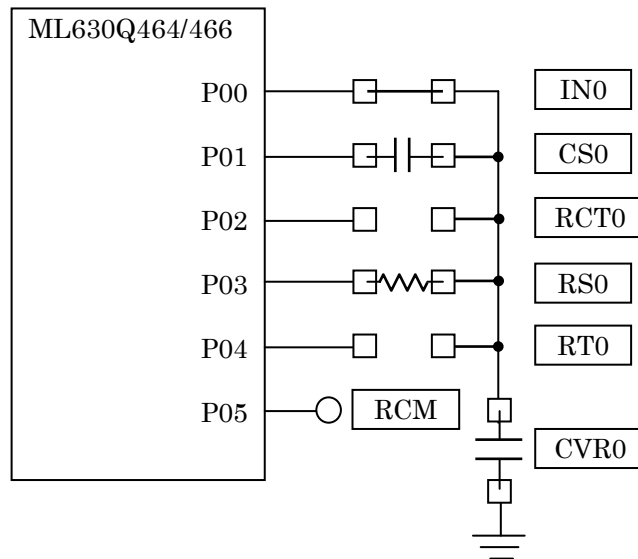 ML630Q464/466
P00 IN0
P01 CS0
P02 RCT0
P03 RS0
P04 RT0
P05 RCM
CVR0